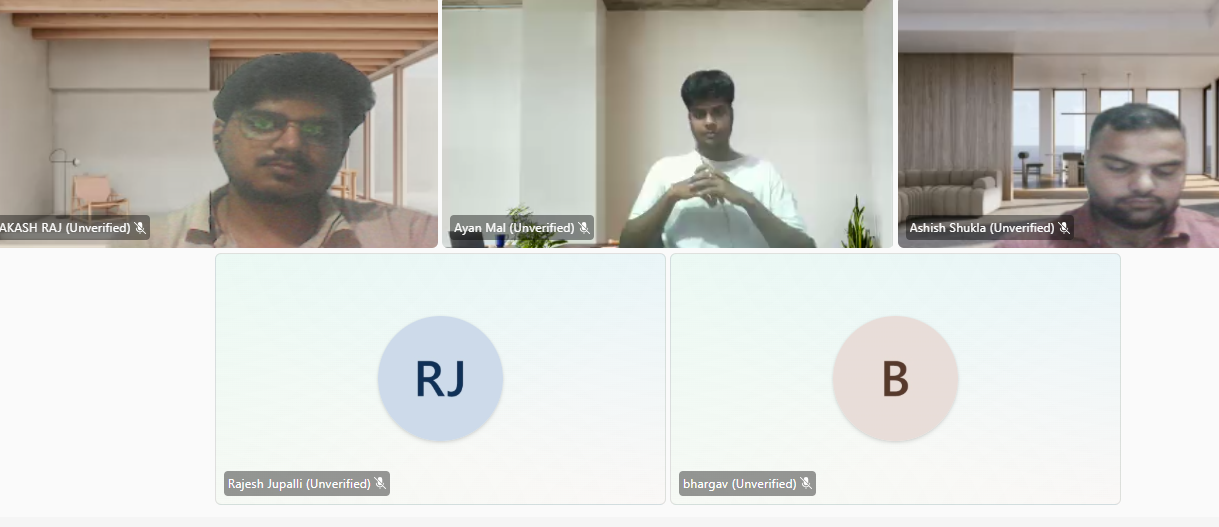 AKASH RAJ (Unverified)
Ayan Mal (Unverified)
Ashish Shukla (Unverified)
RJ
B
Rajesh Jupalli (Unverified)
bhargav (Unverified)